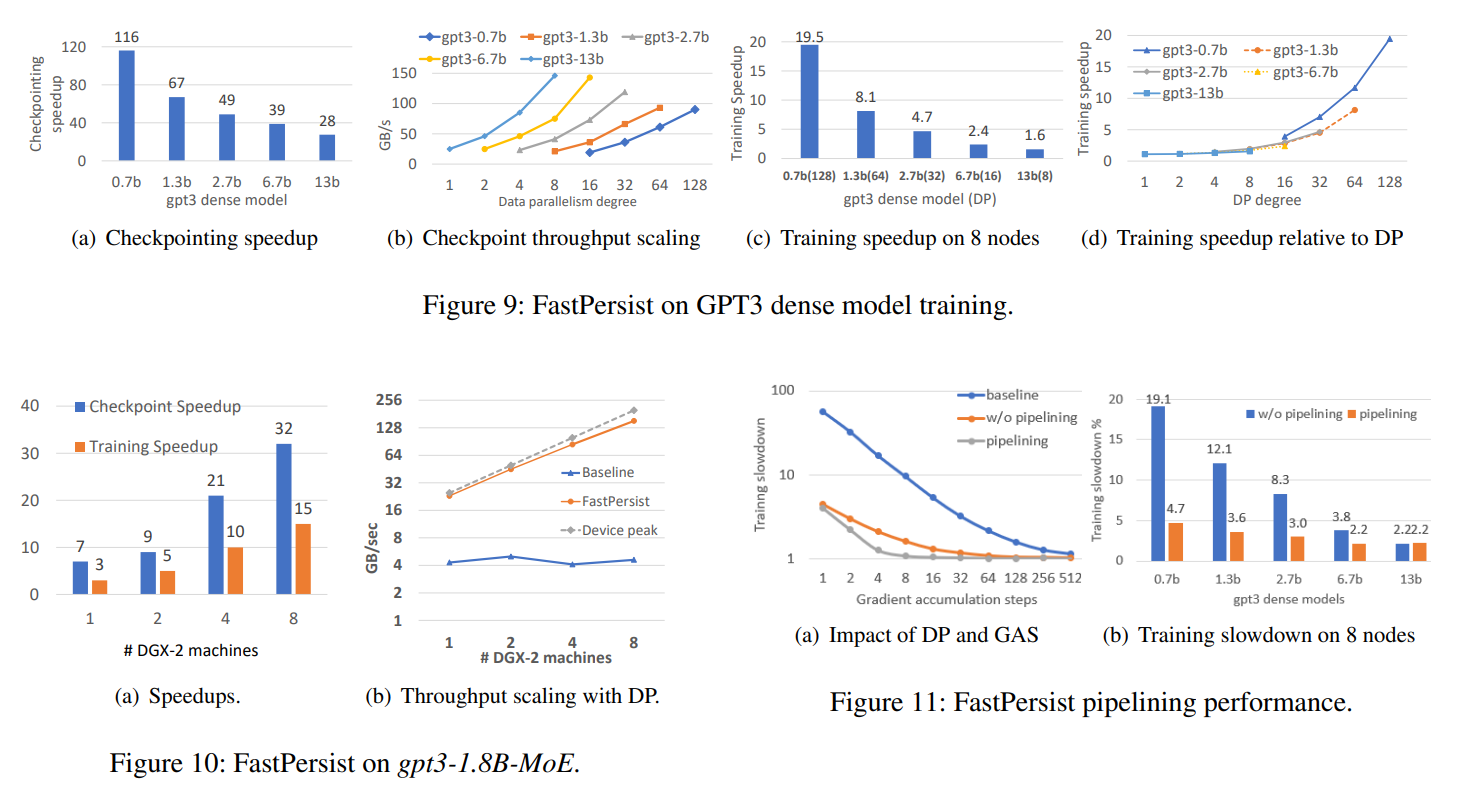 116
67
49
39
28
120
80
40
0
Checkpointing
speedup
0.7b 1.3b 2.7b 6.7b 13b
gpt3 dense model
(a) Checkpointing speedup
gpt3-0.7b gpt3-1.3b gpt3-2.7b
gpt3-6.7b gpt3-13b
150
100
50
0
GB/s
1 2 4 8 16 32 64 128
Data parallelism degree
(b) Checkpoint throughput scaling
19.5
8.1
4.7
2.4
1.6
20
15
10
5
0
Training Speedup
0.7b(128) 1.3b(64) 2.7b(32) 6.7b(16) 13b(8)
gpt3 dense model (DP)
(c) Training speedup on 8 nodes
20
15
10
5
0
Training speedup
gpt3-0.7b gpt3-1.3b
gpt3-2.7b gpt3-6.7b
gpt3-13b
1 2 4 8 16 32 64 128
DP degree
(d) Training speedup relative to DP
Figure 9: FastPersist on GPT3 dense model training.
40
30
20
10
0
Checkpoint Speedup
Training Speedup
7 3
9 5
21 10
32 15
1 2 4 8
# DGX-2 machines
(a) Speedups.
256
128
64
32
16
8
4
2
1
GB/sec
Baseline
FastPersist
Device peak
1 2 4 8
# DGX-2 machines
(b) Throughput scaling with DP.
Figure 10: FastPersist on gpt3-1.8B-MoE.
100
10
1
Trainng slowdown
baseline
w/o pipelining
pipelining
1 2 4 8 16 32 64 128 256 512
Gradient accumulation steps
(a) Impact of DP and GAS
20
15
10
5
0
Training slowdown %
w/o pipelining pipelining
19.1 4.7
12.1 3.6
8.3 3.0
3.8 2.2
2.2 2.2
0.7b 1.3b 2.7b 6.7b 13b
gpt3 dense models
(b) Training slowdown on 8 nodes
Figure 11: FastPersist pipelining performance.